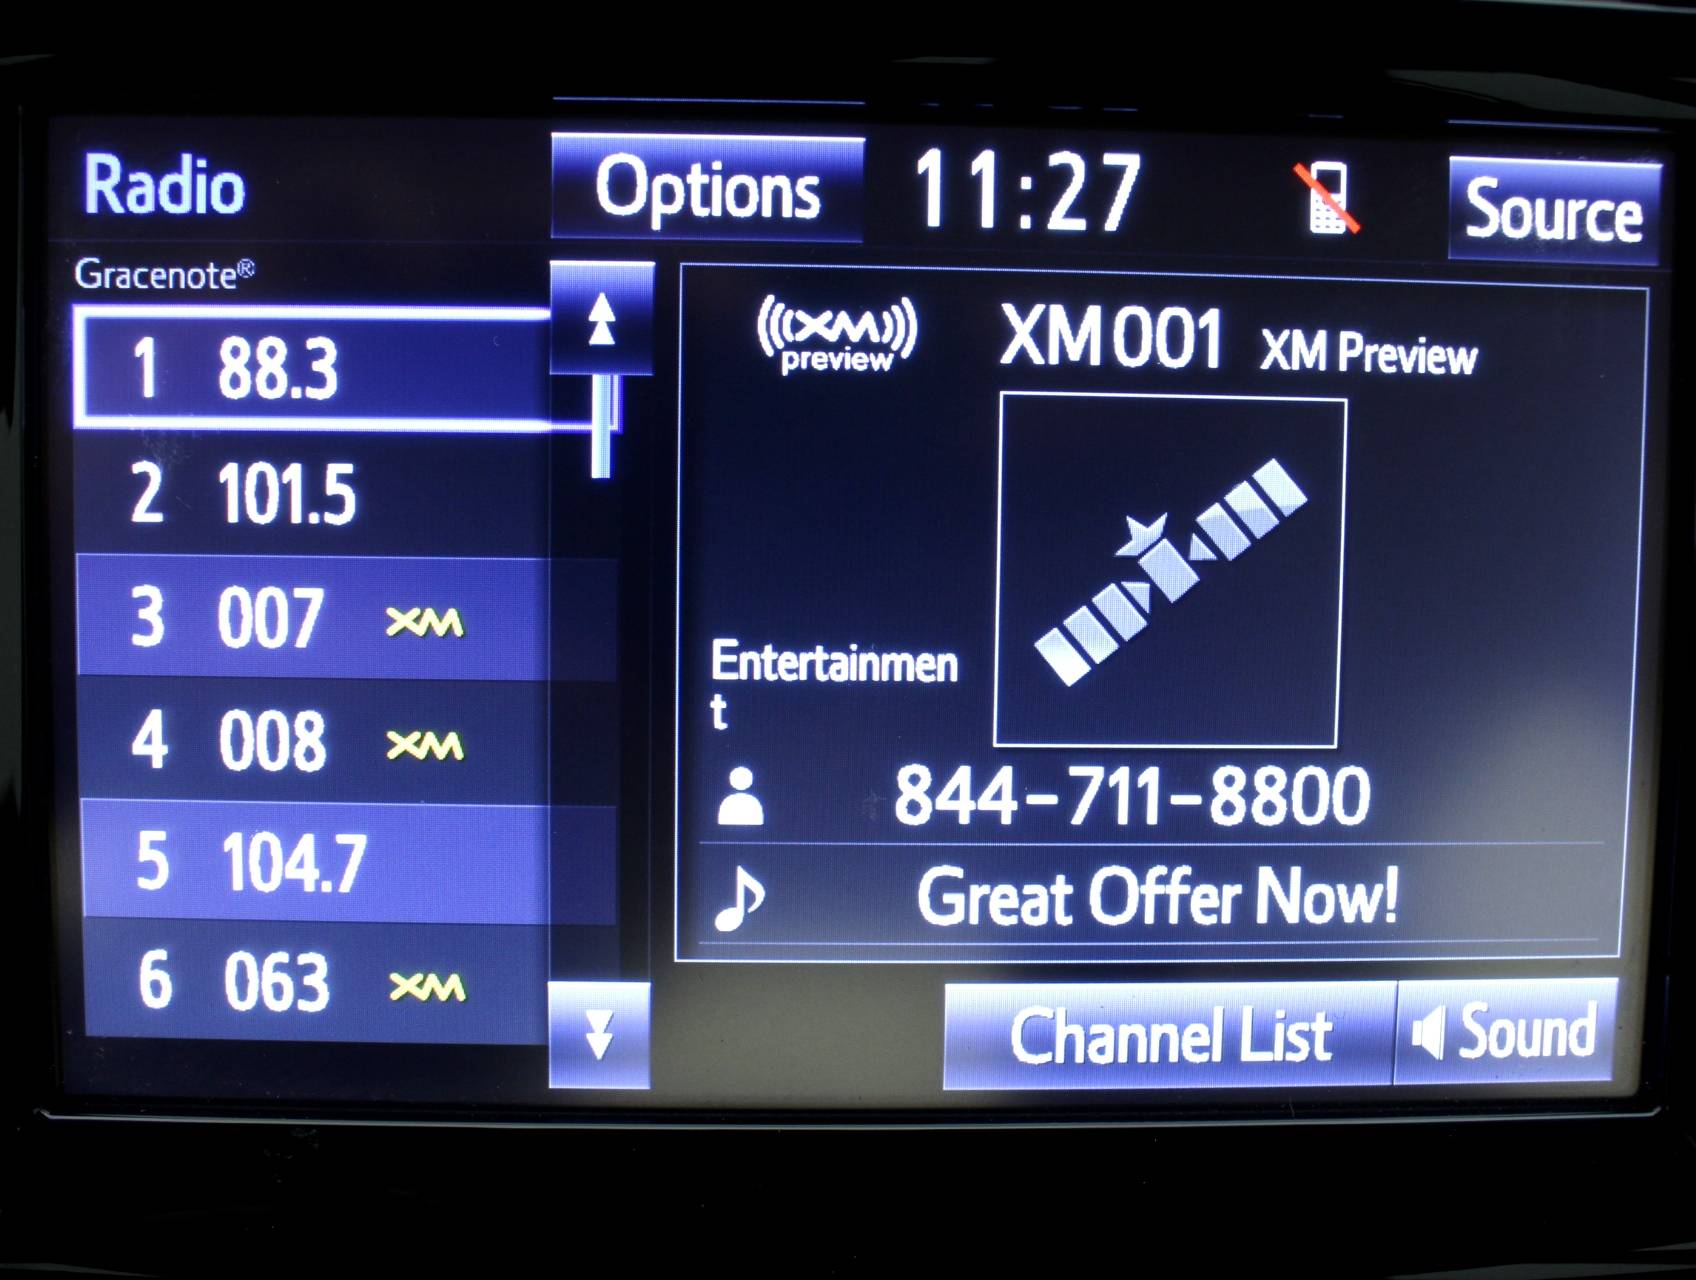 Radio
Options
11:27
Source
Gracenote®
1 88.3
2 101.5
3 007 XM
4 008 XM
5 104.7
6 063 XM
XM preview
XM001 XM Preview
Entertainmen
t
844-711-8800
Great Offer Now!
Channel List
Sound